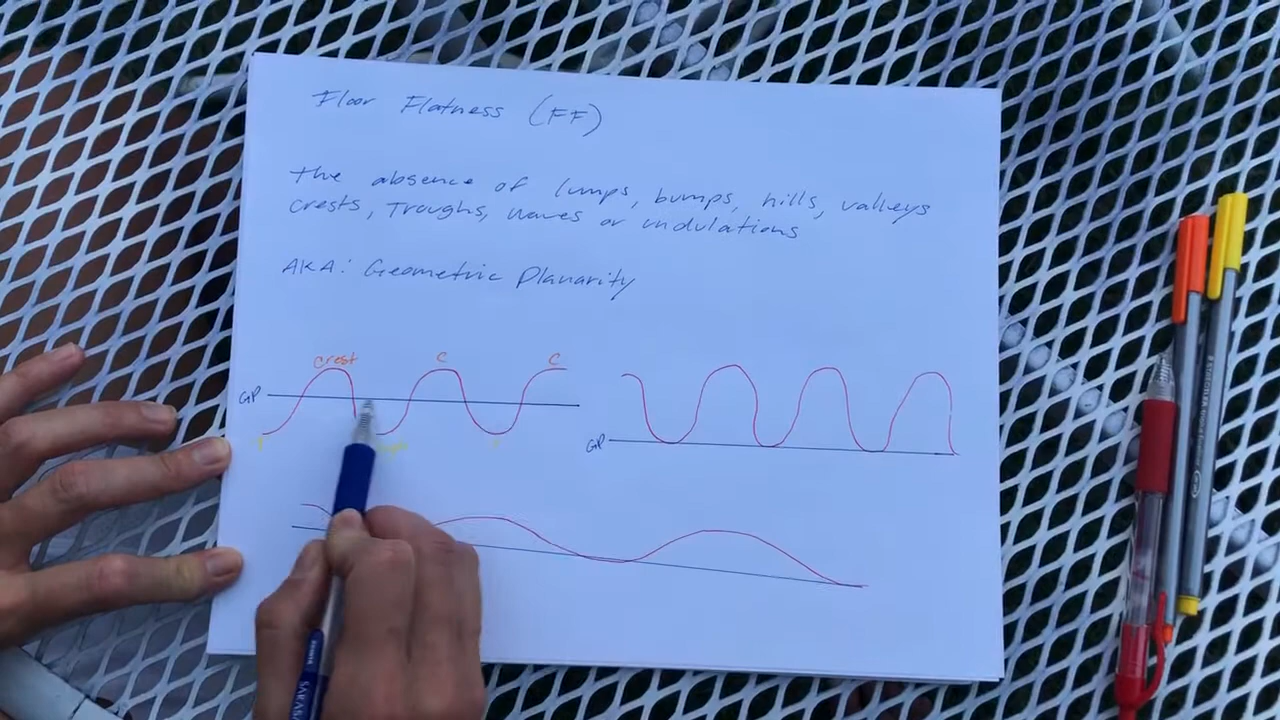 Floor Flatness (FF)
the absence of lumps, bumps, hills, valleys
crests, Troughs, waves or undulations
AKA: Geometric Planarity
crest C C
GP
GP
SARASA